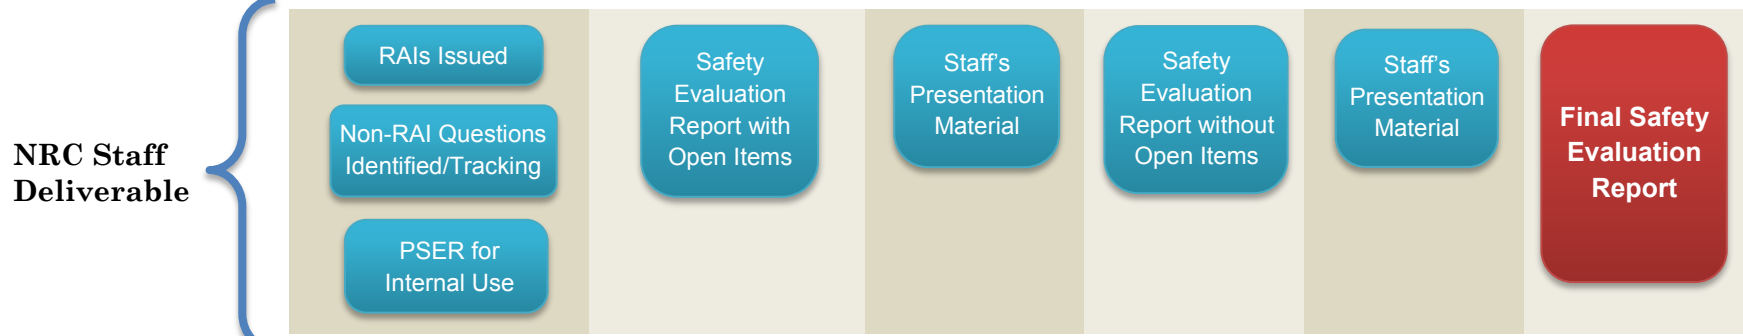 NRC Staff
Deliverable
RAIs Issued
Non-RAI Questions
Identified/Tracking
PSER for
Internal Use
Safety
Evaluation
Report with
Open Items
Staff’s
Presentation
Material
Safety
Evaluation
Report without
Open Items
Staff’s
Presentation
Material
Final Safety
Evaluation
Report